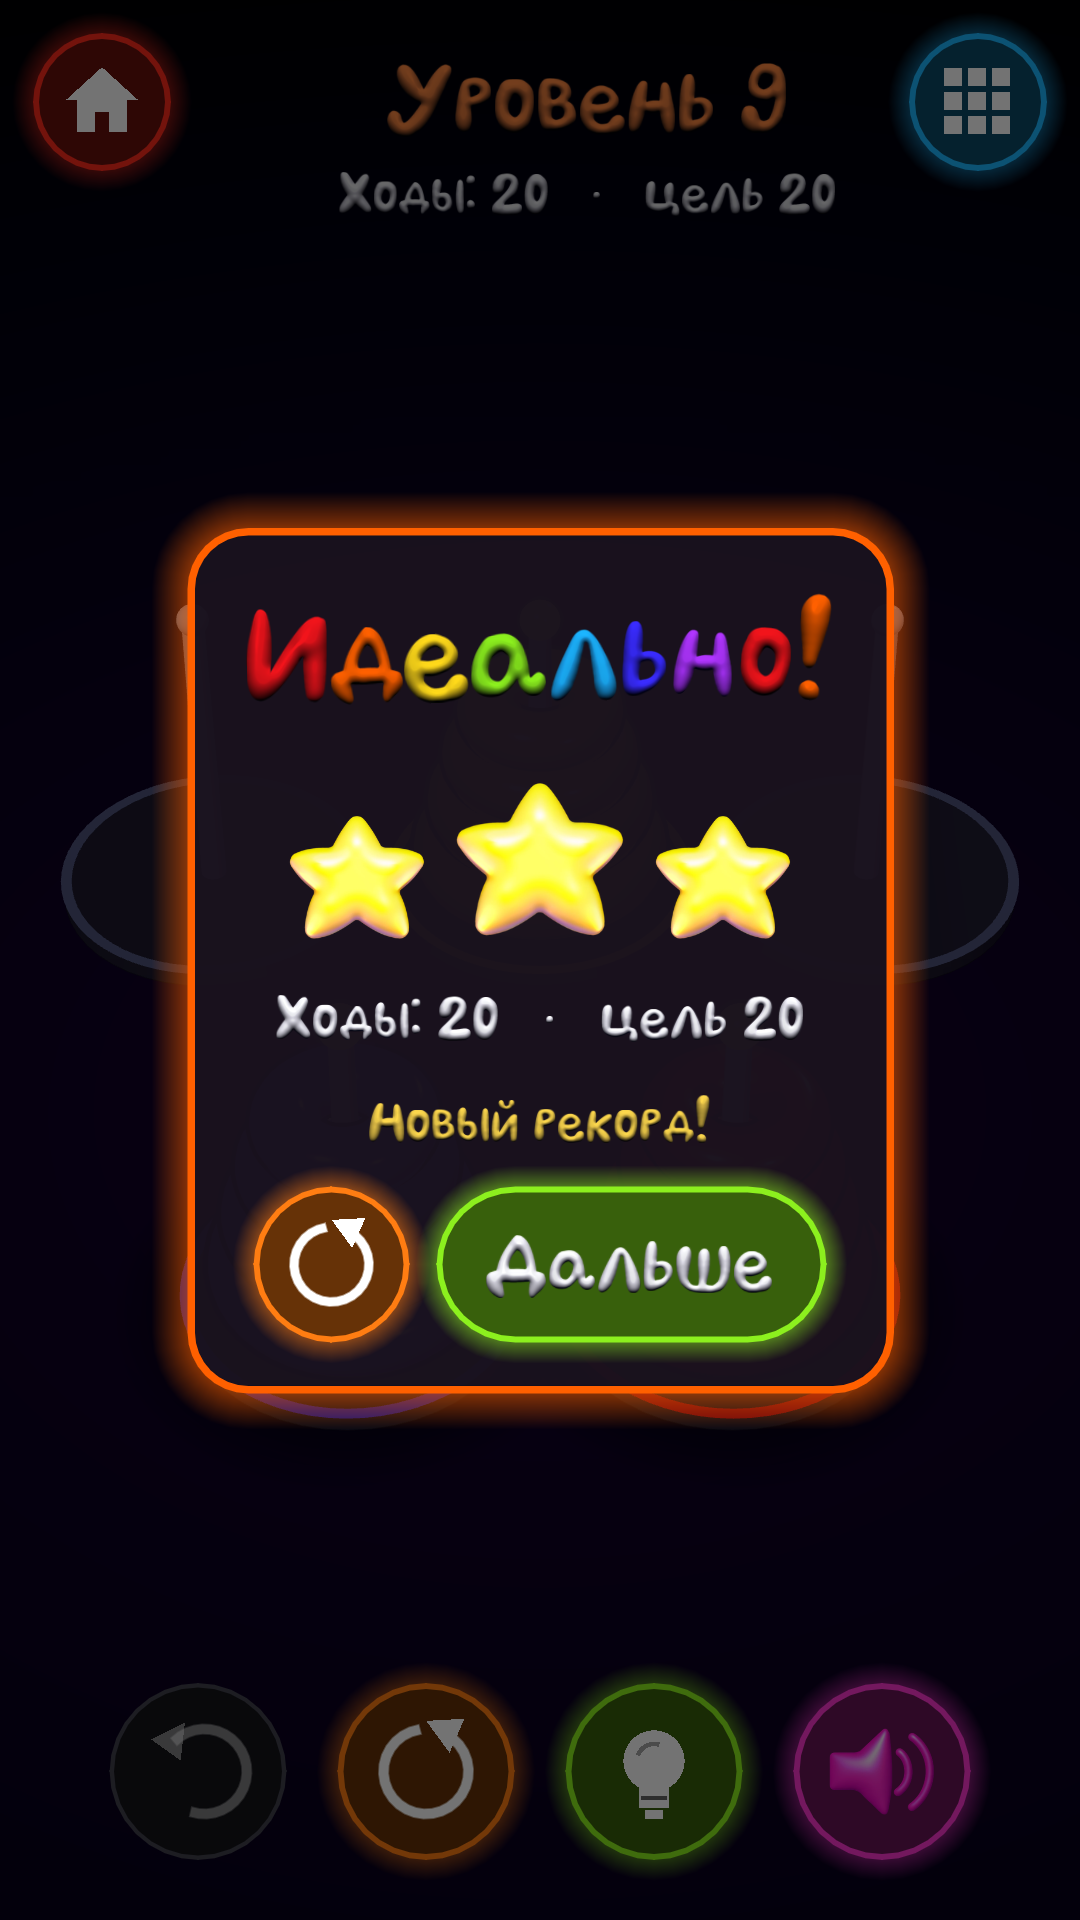 Уровень 9
Ходы: 20 · цель 20
Идеально!
Ходы: 20 · цель 20
Новый рекорд!
Дальше